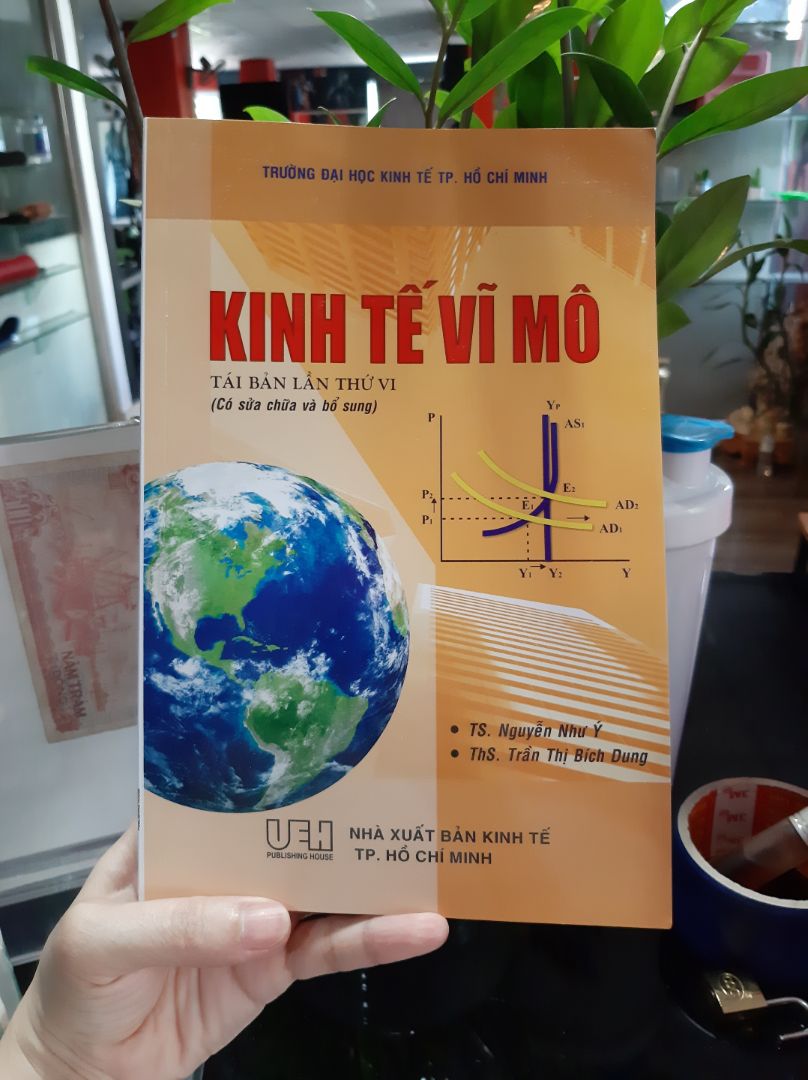 TRƯỜNG ĐẠI HỌC KINH TẾ TP. HỒ CHÍ MINH
KINH TẾ VĨ MÔ
TÁI BẢN LẦN THỨ VI
(Có sửa chữa và bổ sung)
P
YP
AS1
P2
E2
E1
AD2
P1
AD1
Y1
Y2
Y
• TS. Nguyễn Như Ý
• ThS. Trần Thị Bích Dung
UEH
PUBLISHING HOUSE
NHÀ XUẤT BẢN KINH TẾ
TP. HỒ CHÍ MINH
NĂM TRĂM